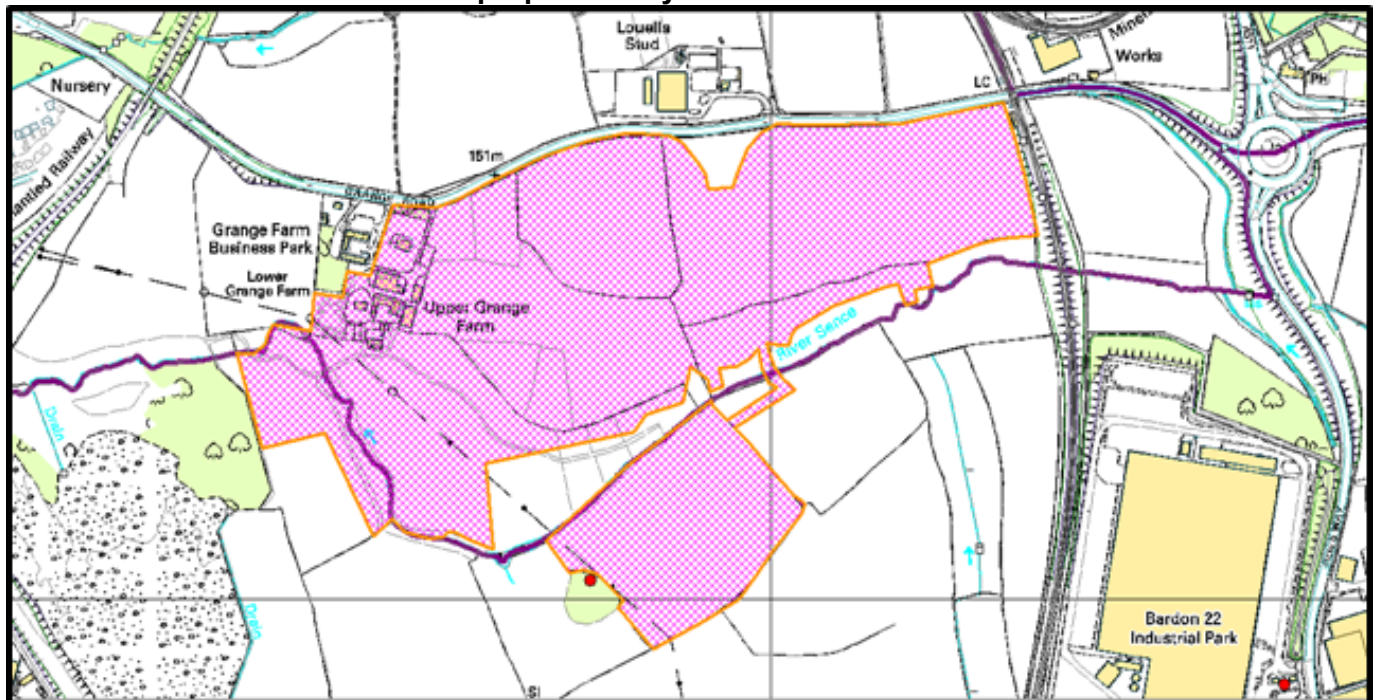 Louella
Stud
Works
LC
PH
Nursery
151m
Grange Farm
Business Park
Lower
Grange Farm
Upper Grange
Farm
River Sence
Drain
Drain
Bardon 22
Industrial Park